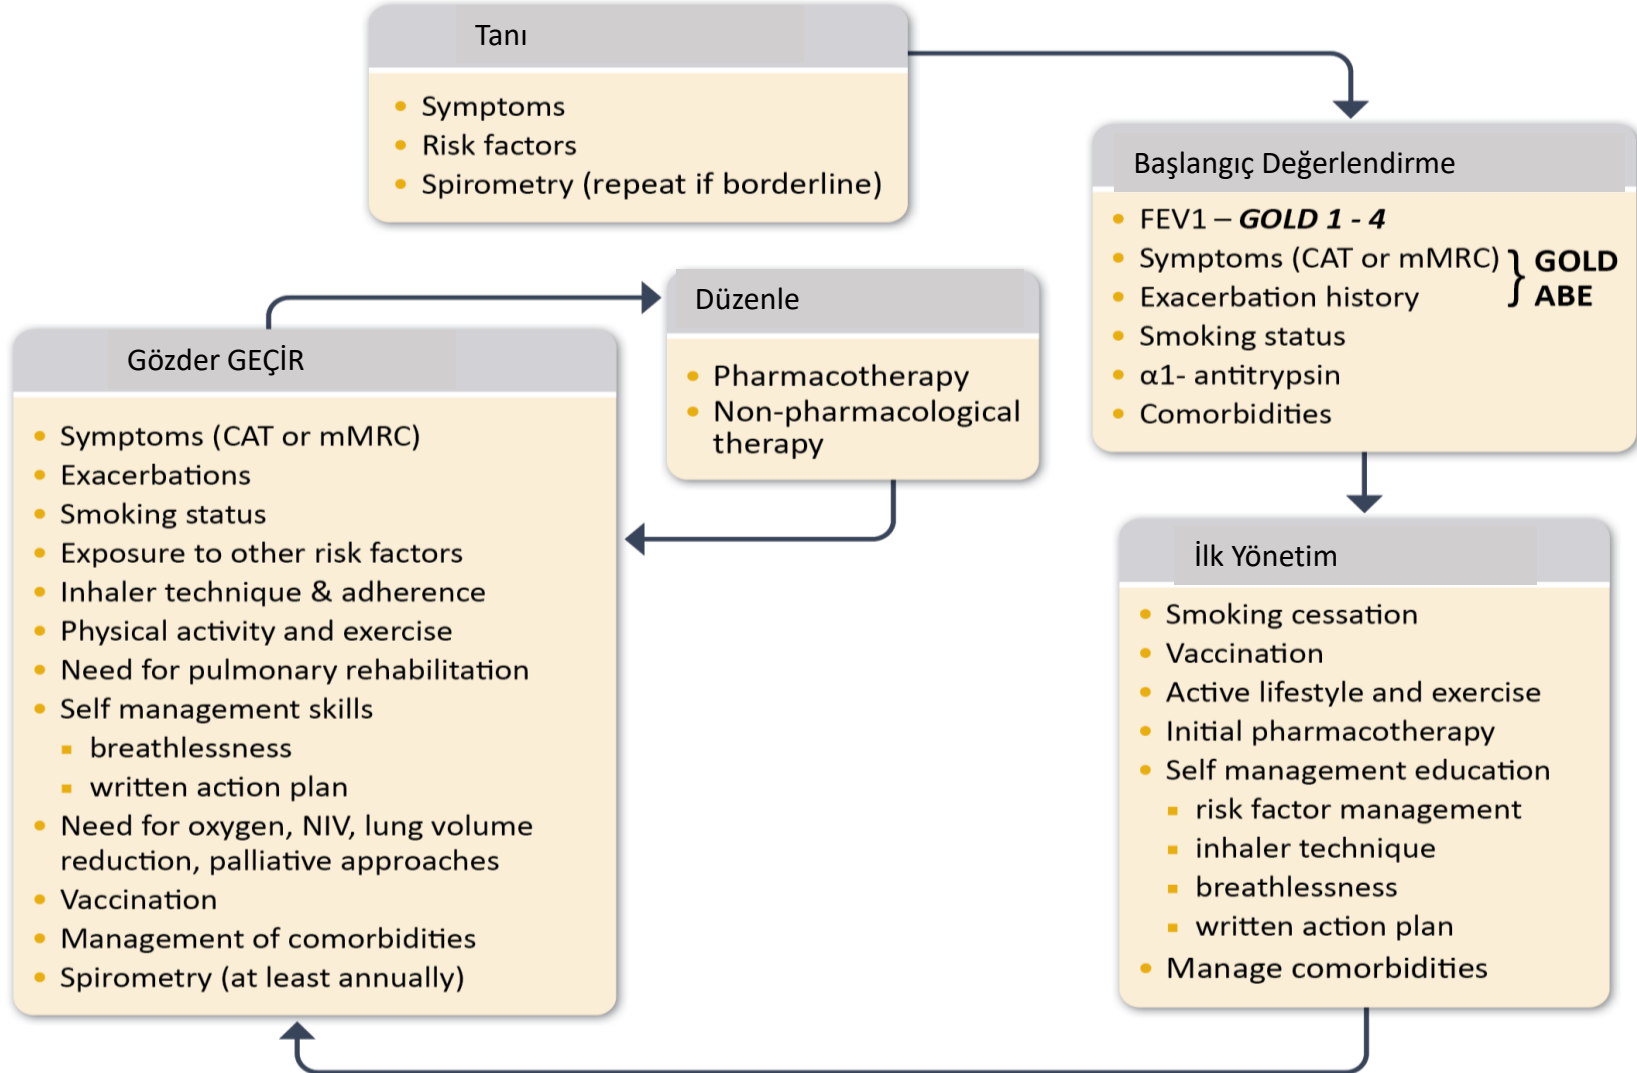 Tanı
• Symptoms
• Risk factors
• Spirometry (repeat if borderline)
Başlangıç Değerlendirme
• FEV1 – GOLD 1 - 4
• Symptoms (CAT or mMRC)
• Exacerbation history
} GOLD
ABE
• Smoking status
• α1- antitrypsin
• Comorbidities
İlk Yönetim
• Smoking cessation
• Vaccination
• Active lifestyle and exercise
• Initial pharmacotherapy
• Self management education
▪ risk factor management
▪ inhaler technique
▪ breathlessness
▪ written action plan
• Manage comorbidities
Gözder GEÇİR
• Symptoms (CAT or mMRC)
• Exacerbations
• Smoking status
• Exposure to other risk factors
• Inhaler technique & adherence
• Physical activity and exercise
• Need for pulmonary rehabilitation
• Self management skills
▪ breathlessness
▪ written action plan
• Need for oxygen, NIV, lung volume
reduction, palliative approaches
• Vaccination
• Management of comorbidities
• Spirometry (at least annually)
Düzenle
• Pharmacotherapy
• Non-pharmacological
therapy